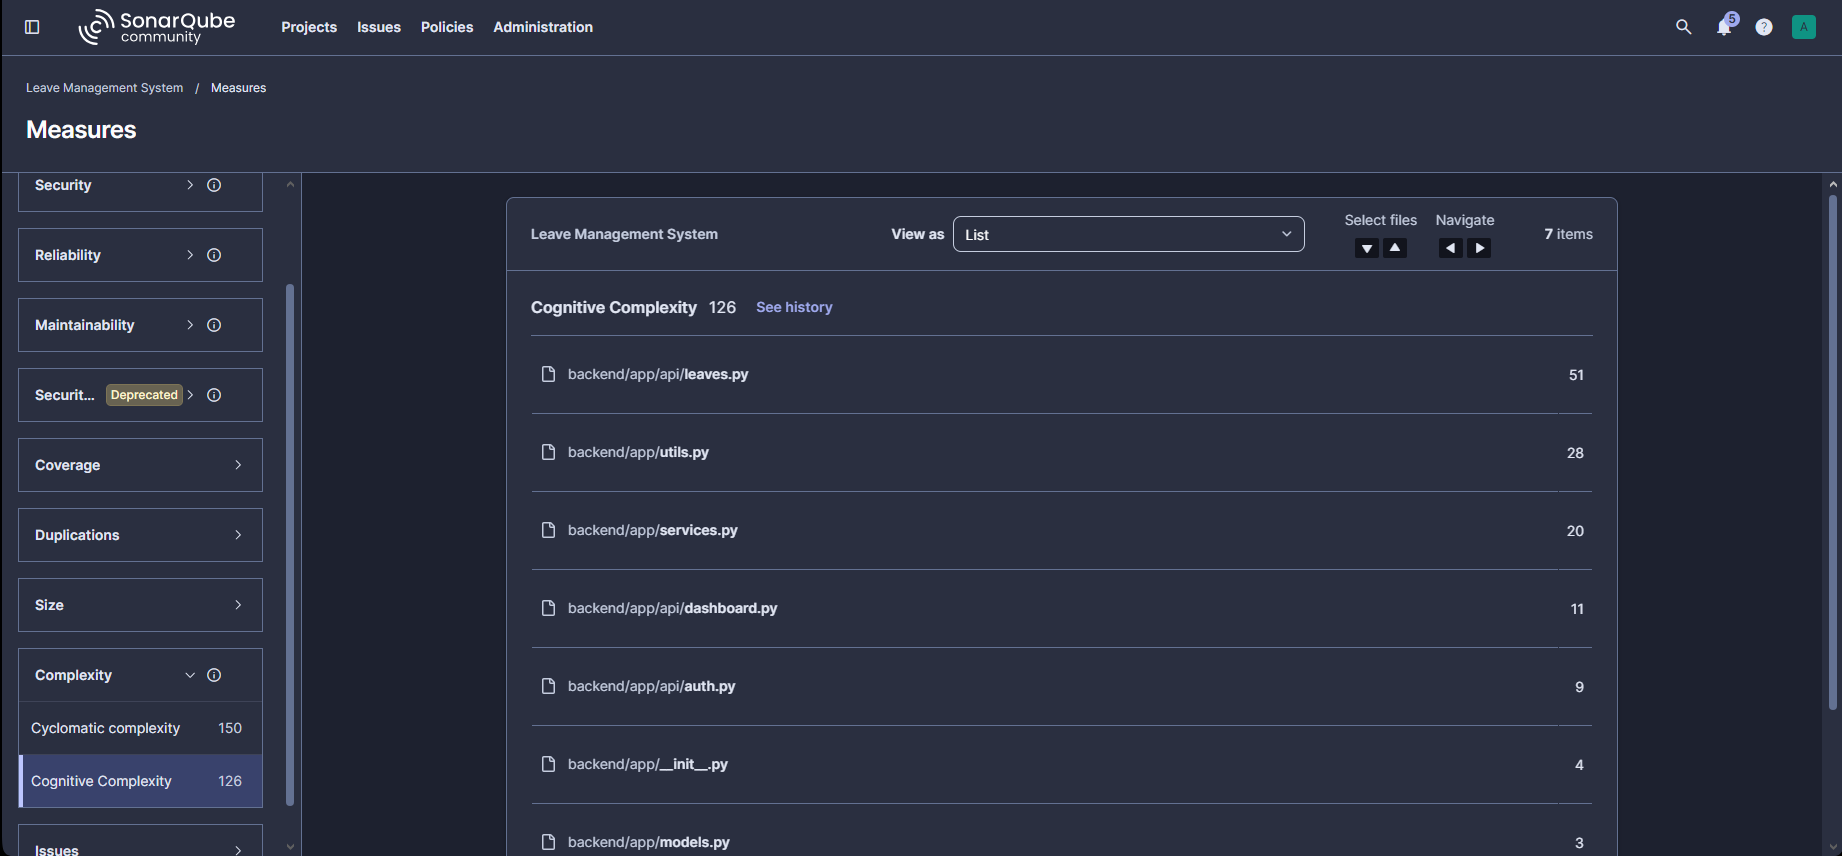 SonarQube
community
Projects Issues Policies Administration
5
?
A
Leave Management System / Measures
Measures
Security
Reliability
Maintainability
Securit... Deprecated
Coverage
Duplications
Size
Complexity
Cyclomatic complexity 150
Cognitive Complexity 126
Issues
Leave Management System
View as List
Select files Navigate
7 items
Cognitive Complexity 126 See history
backend/app/api/leaves.py 51
backend/app/utils.py 28
backend/app/services.py 20
backend/app/api/dashboard.py 11
backend/app/api/auth.py 9
backend/app/__init__.py 4
backend/app/models.py 3